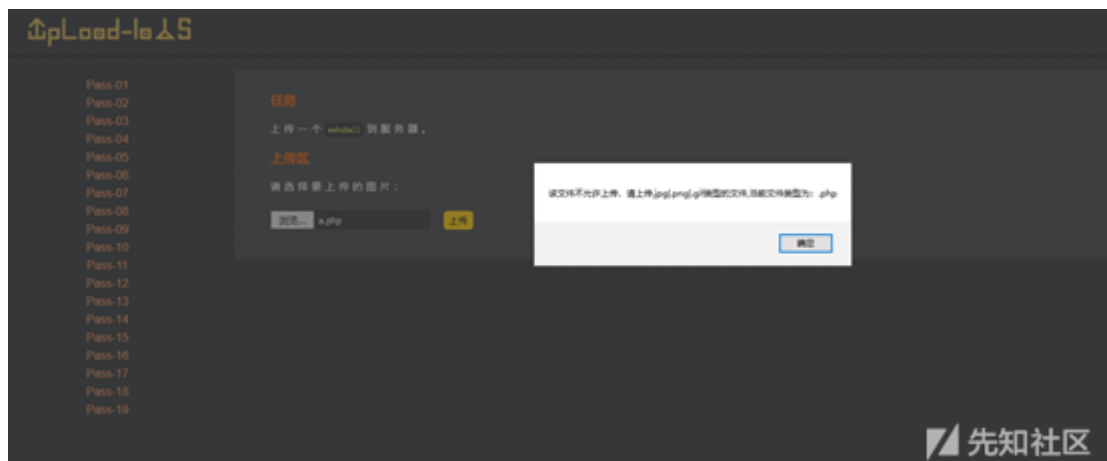 UpLoad-labS
Pass-01
Pass-02
Pass-03
Pass-04
Pass-05
Pass-06
Pass-07
Pass-08
Pass-09
Pass-10
Pass-11
Pass-12
Pass-13
Pass-14
Pass-15
Pass-16
Pass-17
Pass-18
Pass-19
任务
上传一个 webshell 到服务器。
上传区
请选择要上传的图片：
浏览... a.php 上传
该文件不允许上传，请上传.jpg|.png|.gif类型的文件,当前文件类型为：.php
确定
先知社区